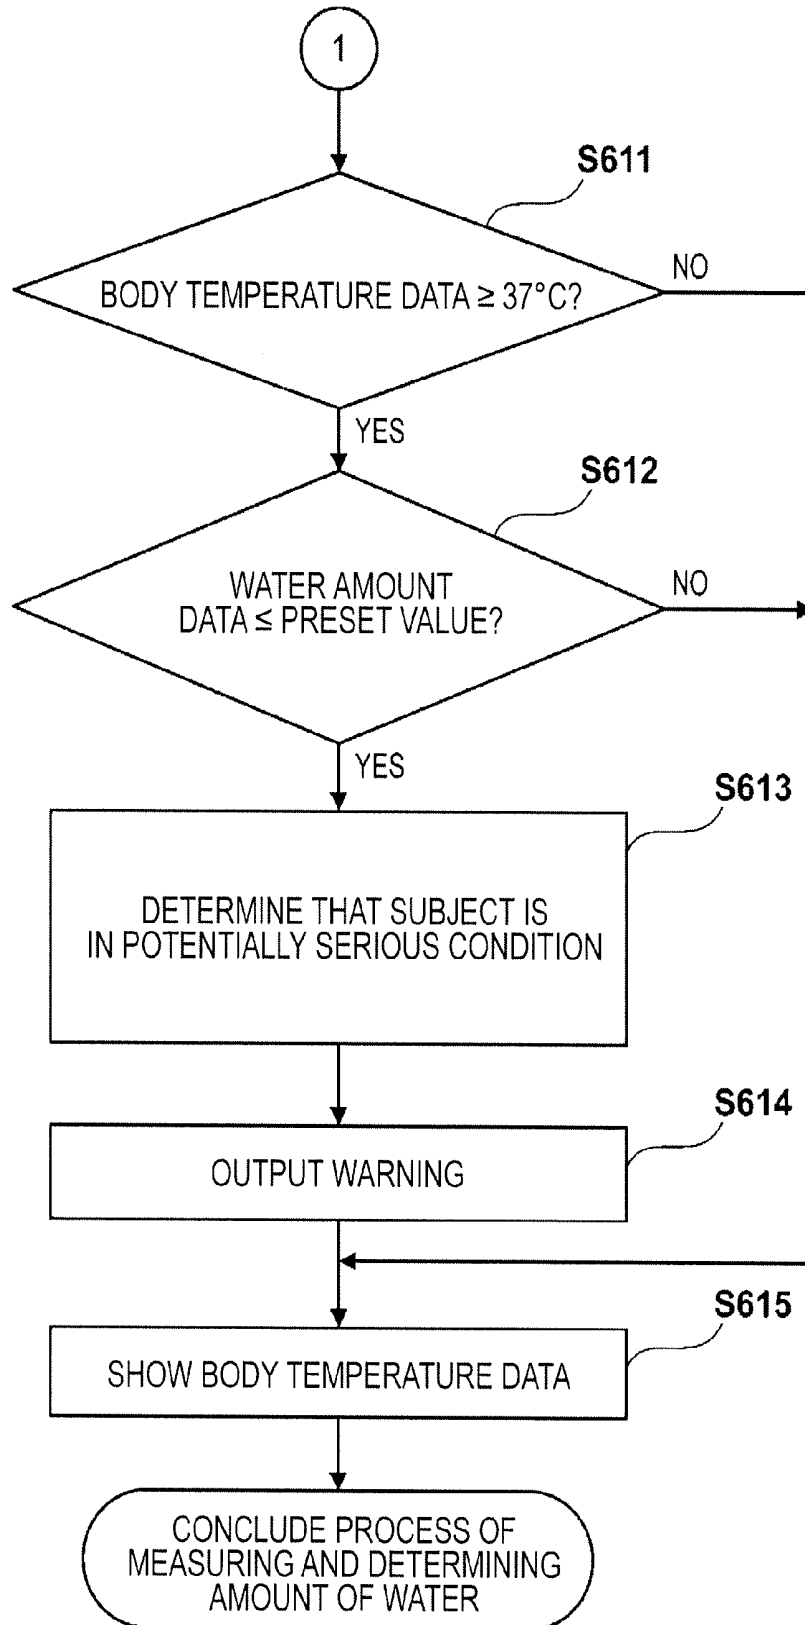 1
S611
BODY TEMPERATURE DATA ≥ 37°C?
NO
YES
S612
WATER AMOUNT
DATA ≤ PRESET VALUE?
NO
YES
S613
DETERMINE THAT SUBJECT IS
IN POTENTIALLY SERIOUS CONDITION
S614
OUTPUT WARNING
S615
SHOW BODY TEMPERATURE DATA
CONCLUDE PROCESS OF
MEASURING AND DETERMINING
AMOUNT OF WATER